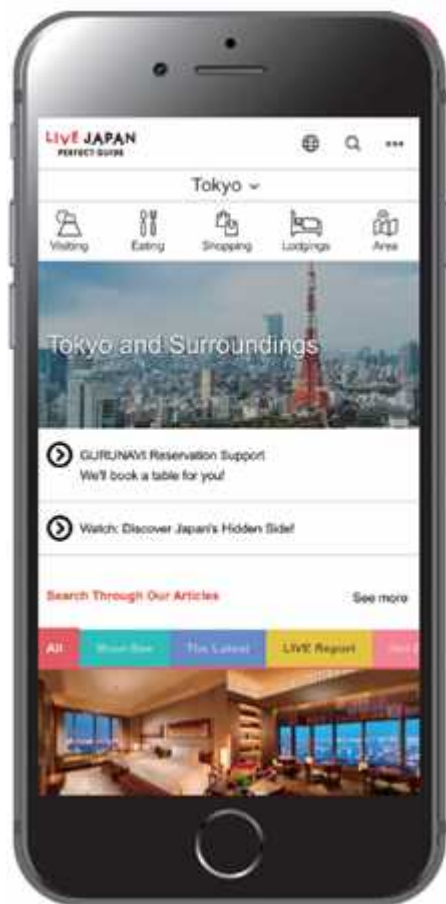 LIVE JAPAN
PERFECT GUIDE
Tokyo
Visiting
Eating
Shopping
Lodgings
Area
Tokyo and Surroundings
GURUNAVI Reservation Support
We'll book a table for you!
Watch: Discover Japan's Hidden Side!
Search Through Our Articles
See more
All
Must-See
The Latest
LIVE Report